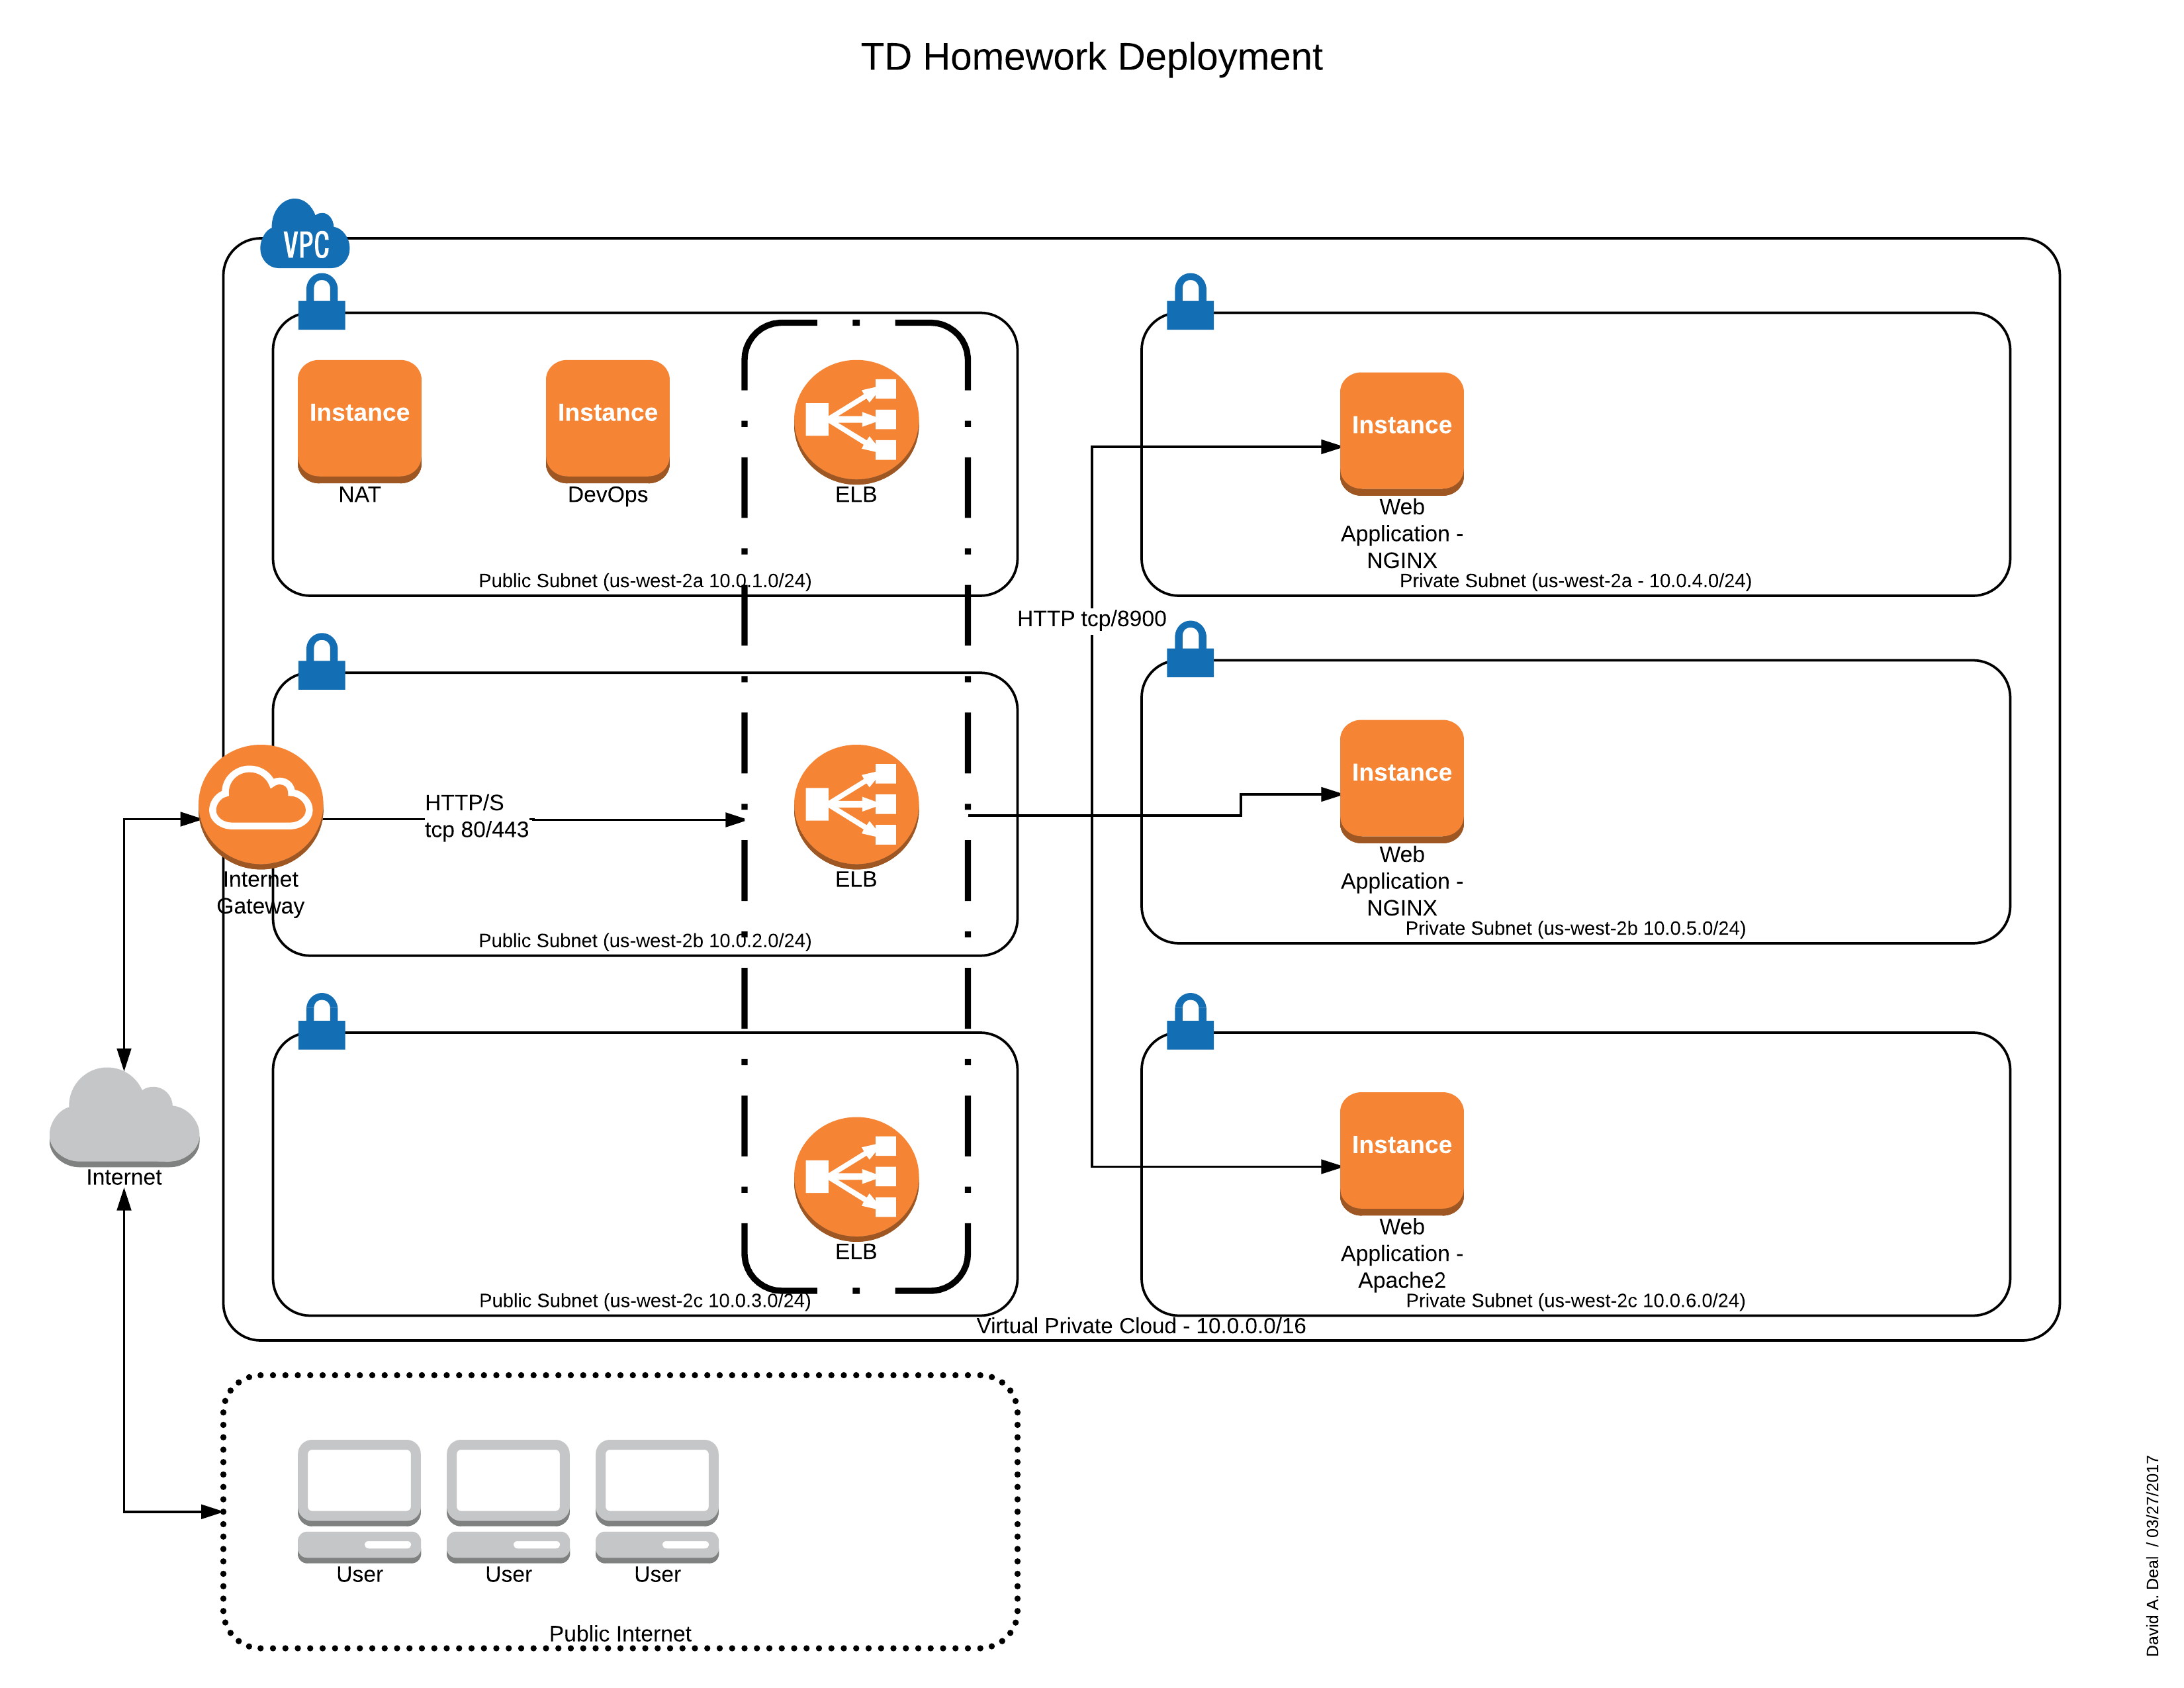 TD Homework Deployment
VPC
Instance
NAT
Instance
DevOps
ELB
Public Subnet (us-west-2a 10.0.1.0/24)
Instance
Web
Application -
NGINX
Private Subnet (us-west-2a - 10.0.4.0/24)
HTTP tcp/8900
Internet
Gateway
HTTP/S
tcp 80/443
ELB
Public Subnet (us-west-2b 10.0.2.0/24)
Instance
Web
Application -
NGINX
Private Subnet (us-west-2b 10.0.5.0/24)
Internet
ELB
Public Subnet (us-west-2c 10.0.3.0/24)
Instance
Web
Application -
Apache2
Private Subnet (us-west-2c 10.0.6.0/24)
Virtual Private Cloud - 10.0.0.0/16
User
User
User
Public Internet
David A. Deal / 03/27/2017